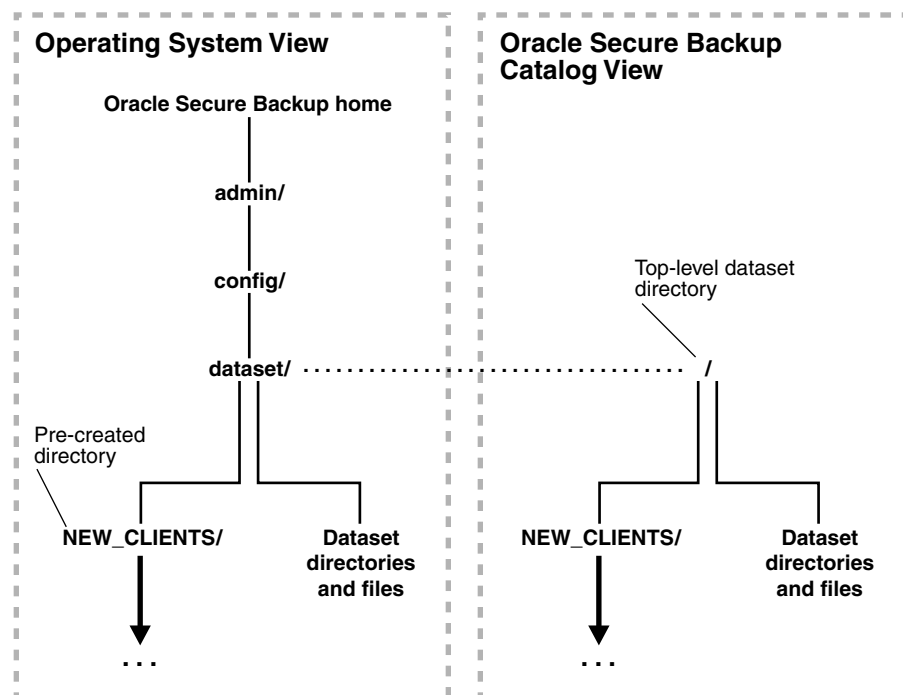 Operating System View
Oracle Secure Backup home
admin/
config/
dataset/
Pre-created
directory
NEW_CLIENTS/
Dataset
directories
and files
. . .
Oracle Secure Backup
Catalog View
Top-level dataset
directory
/
NEW_CLIENTS/
Dataset
directories
and files
. . .